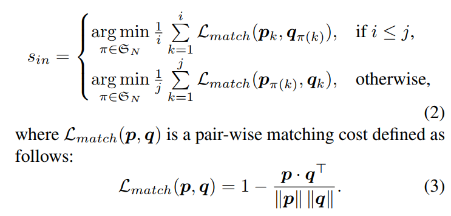 s_{in} = \begin{cases} \underset{\pi \in \mathfrak{S}_N}{\arg\min} \frac{1}{i} \sum_{k=1}^{i} \mathcal{L}_{match}(\boldsymbol{p}_k, \boldsymbol{q}_{\pi(k)}), & \text{if } i \leq j, \\ \underset{\pi \in \mathfrak{S}_N}{\arg\min} \frac{1}{j} \sum_{k=1}^{j} \mathcal{L}_{match}(\boldsymbol{p}_{\pi(k)}, \boldsymbol{q}_k), & \text{otherwise,} \end{cases}
(2)
where \mathcal{L}_{match}(\boldsymbol{p}, \boldsymbol{q}) is a pair-wise matching cost defined as
follows:
\mathcal{L}_{match}(\boldsymbol{p}, \boldsymbol{q}) = 1 - \frac{\boldsymbol{p} \cdot \boldsymbol{q}^\top}{\|\boldsymbol{p}\| \, \|\boldsymbol{q}\|}. (3)